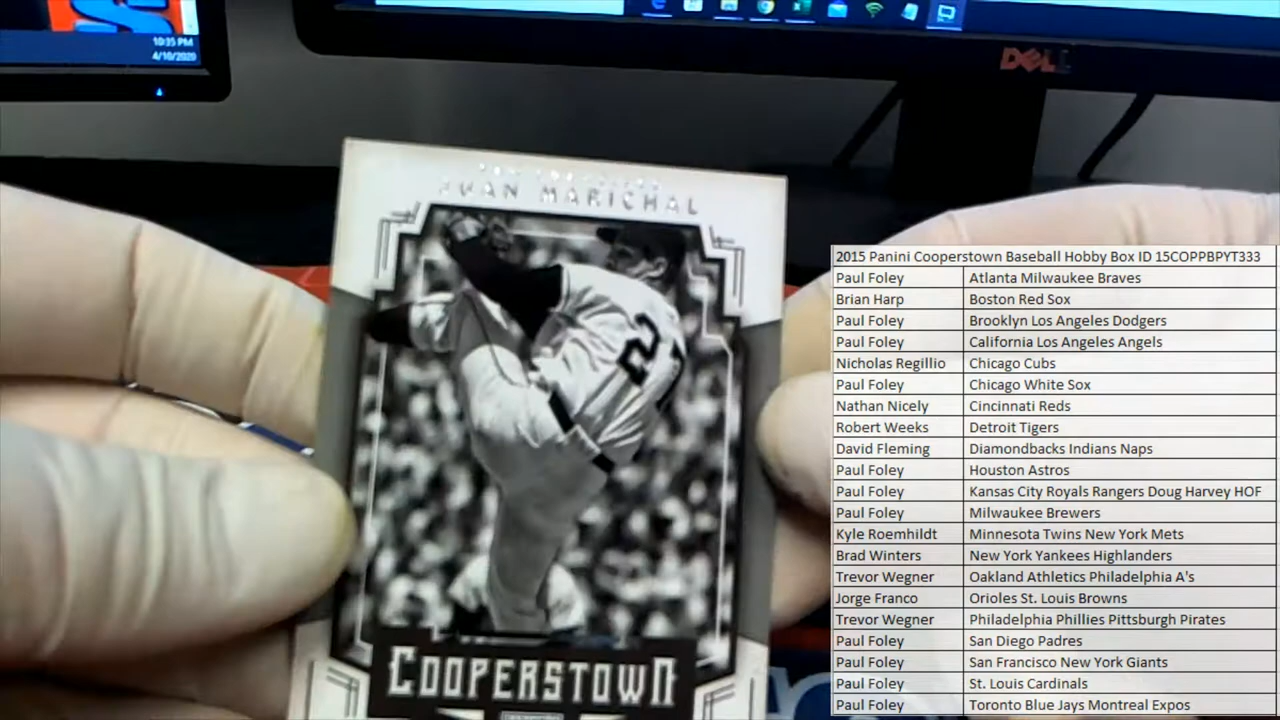 10:35 PM
4/10/2020
DELL
JUAN MARICHAL
2
COOPERSTOWN
2015 Panini Cooperstown Baseball Hobby Box ID 15COPPBPYT333
Paul Foley Atlanta Milwaukee Braves
Brian Harp Boston Red Sox
Paul Foley Brooklyn Los Angeles Dodgers
Paul Foley California Los Angeles Angels
Nicholas Regillio Chicago Cubs
Paul Foley Chicago White Sox
Nathan Nicely Cincinnati Reds
Robert Weeks Detroit Tigers
David Fleming Diamondbacks Indians Naps
Paul Foley Houston Astros
Paul Foley Kansas City Royals Rangers Doug Harvey HOF
Paul Foley Milwaukee Brewers
Kyle Roemhildt Minnesota Twins New York Mets
Brad Winters New York Yankees Highlanders
Trevor Wegner Oakland Athletics Philadelphia A's
Jorge Franco Orioles St. Louis Browns
Trevor Wegner Philadelphia Phillies Pittsburgh Pirates
Paul Foley San Diego Padres
Paul Foley San Francisco New York Giants
Paul Foley St. Louis Cardinals
Paul Foley Toronto Blue Jays Montreal Expos